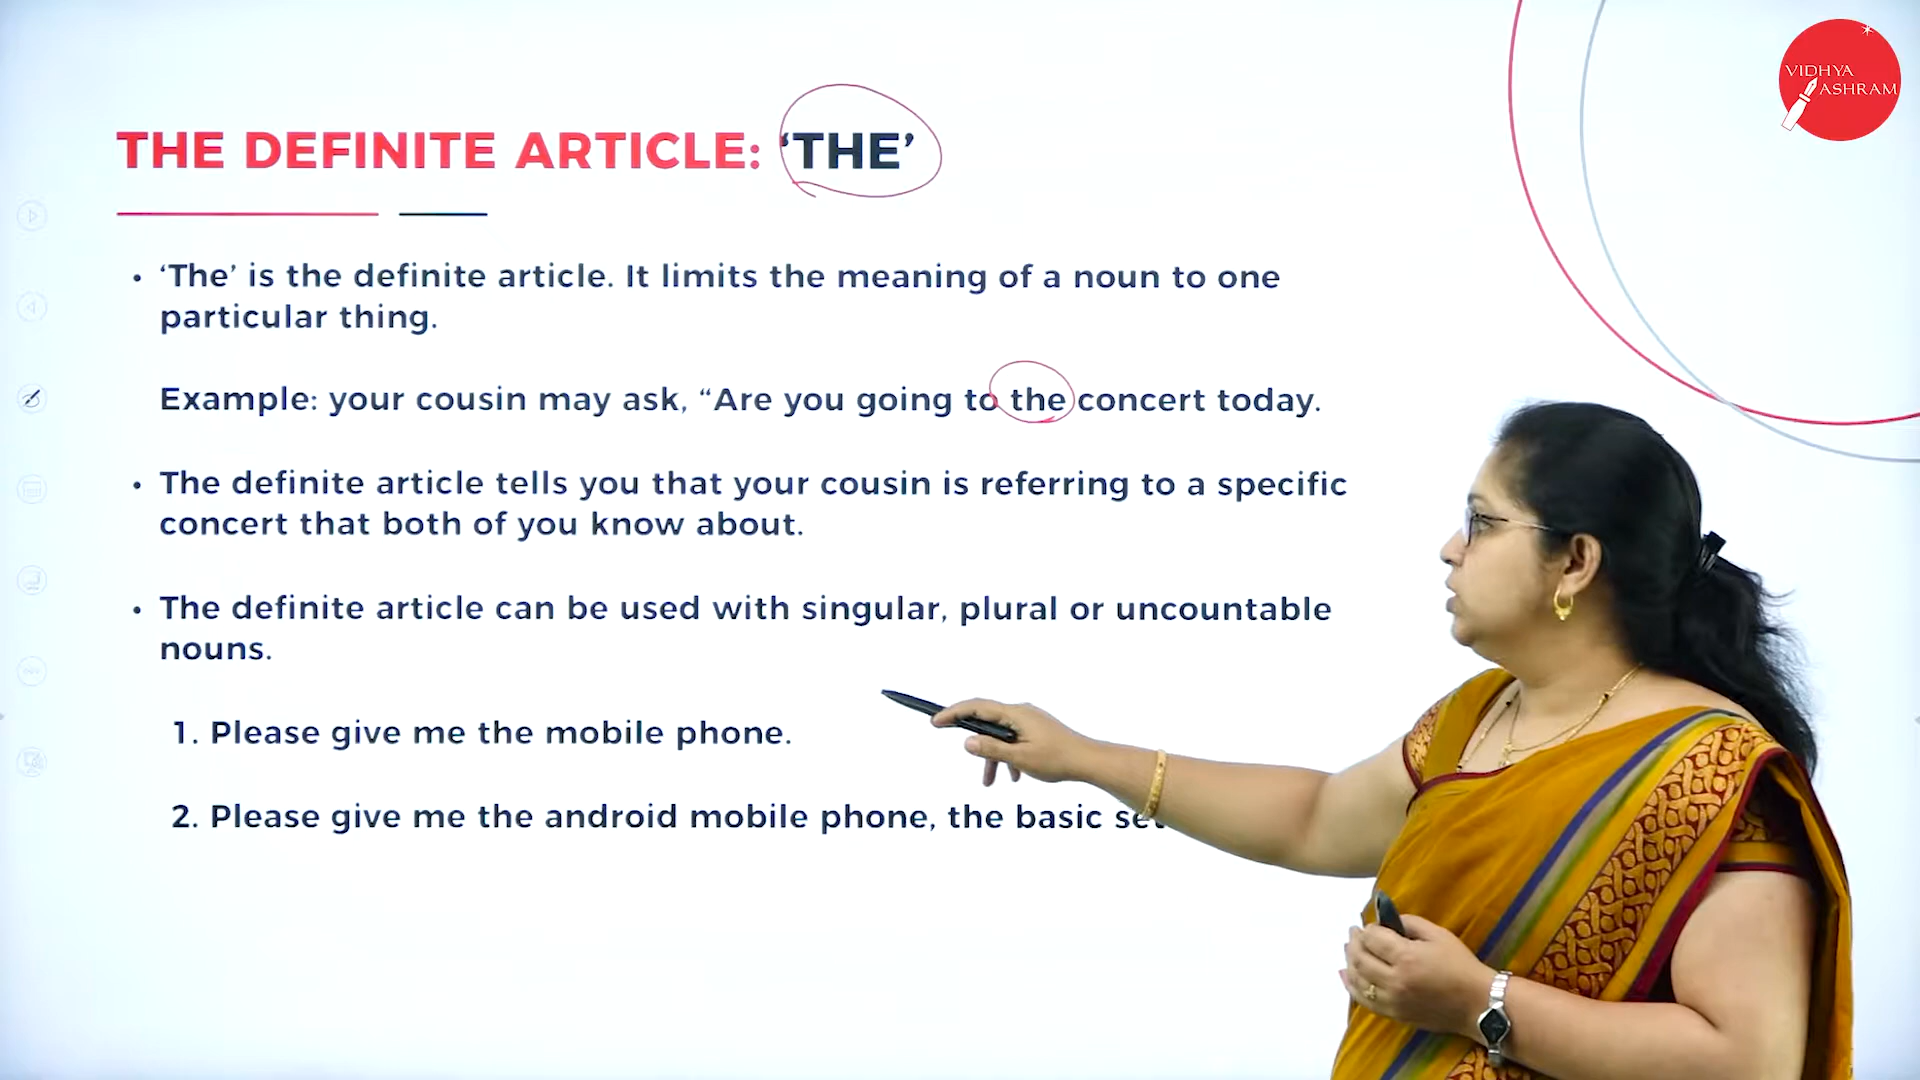 VIDHYA
ASHRAM
THE DEFINITE ARTICLE: ‘THE’
• ‘The’ is the definite article. It limits the meaning of a noun to one
particular thing.
Example: your cousin may ask, “Are you going to the concert today.
• The definite article tells you that your cousin is referring to a specific
concert that both of you know about.
• The definite article can be used with singular, plural or uncountable
nouns.
1. Please give me the mobile phone.
2. Please give me the android mobile phone, the basic set